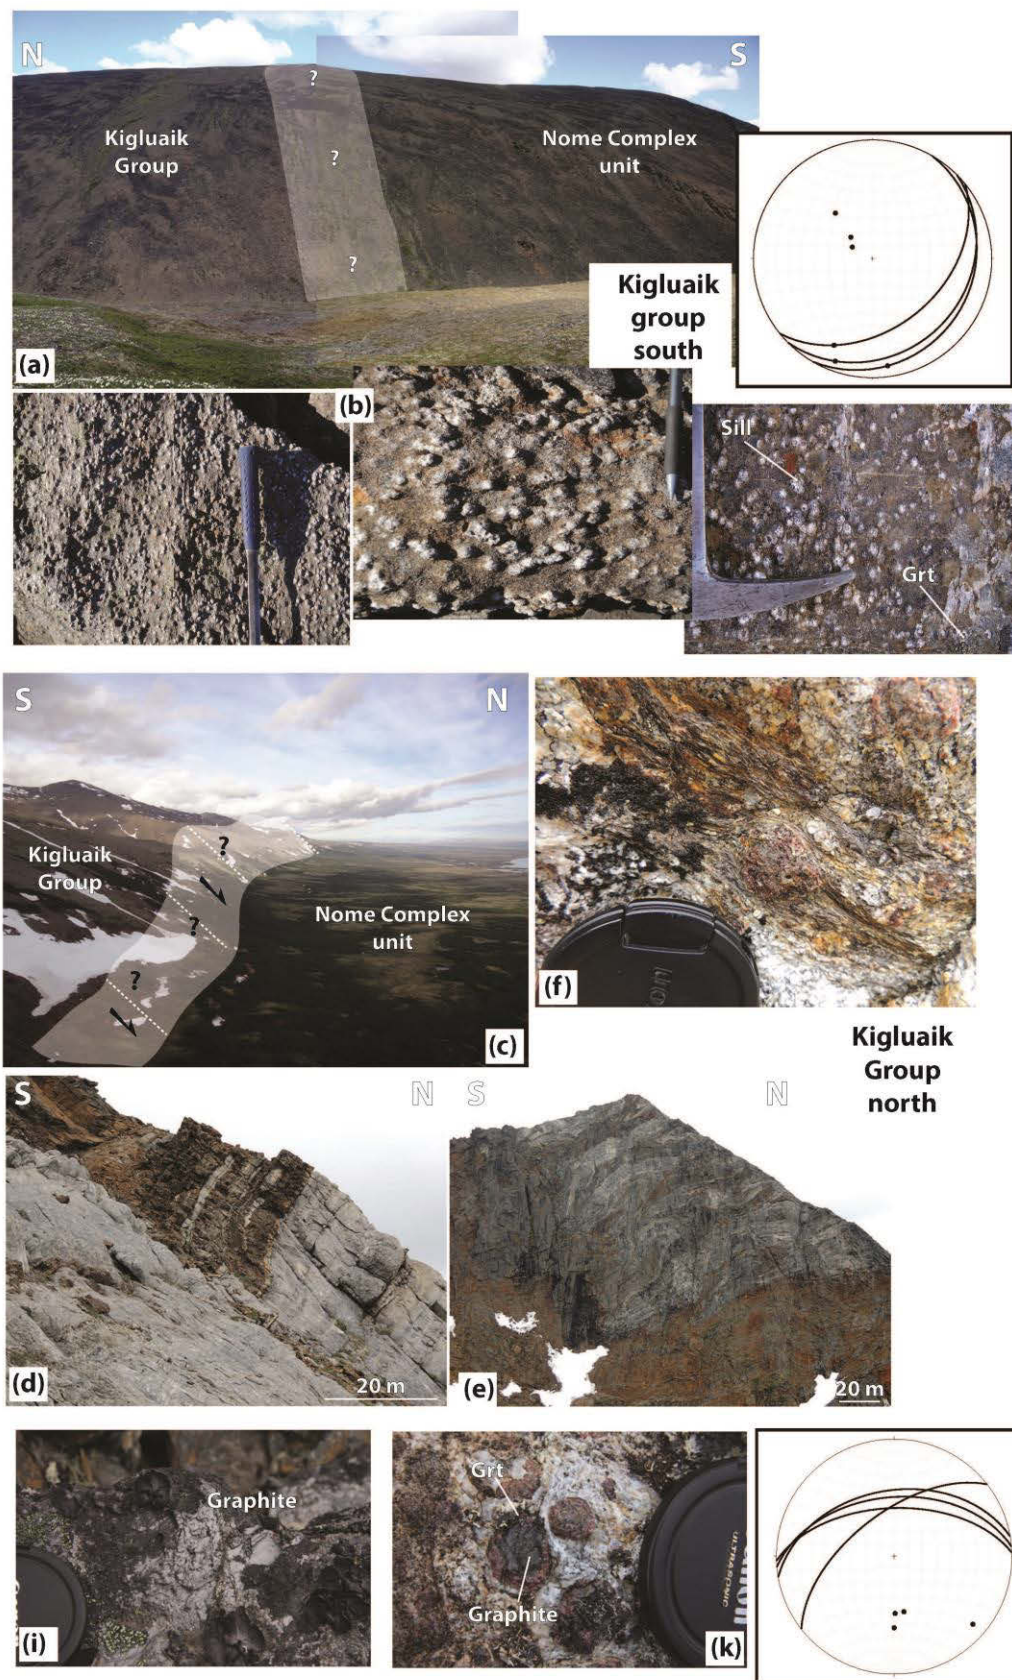 N
S
?
Kigluaik
Group
Nome Complex
unit
?
?
(a)
Kigluaik
group
south
(b)
Sill
Grt
S
N
Kigluaik
Group
?
?
Nome Complex
unit
?
(c)
(f)
Kigluaik
Group
north
S
N
S
N
(d)
20 m
(e)
20 m
Graphite
(i)
Grt
Graphite
ULTRASONIC
(k)